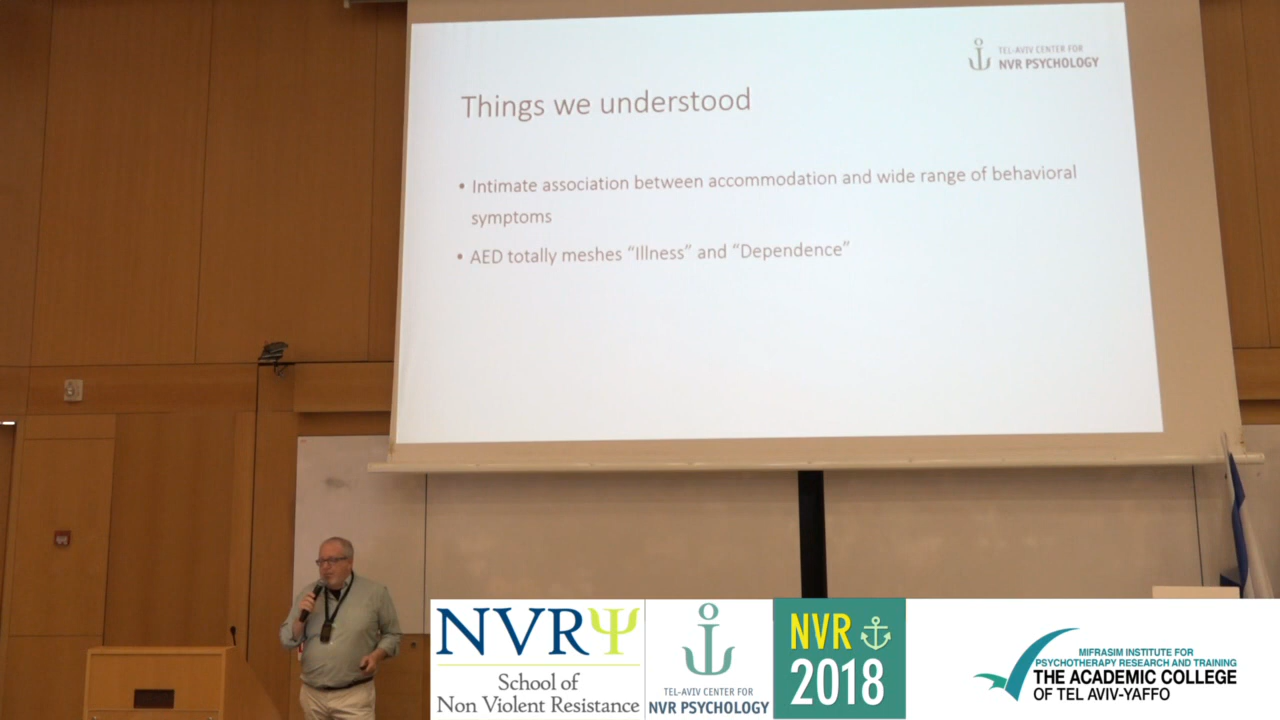 TEL-AVIV CENTER FOR
NVR PSYCHOLOGY
Things we understood
• Intimate association between accommodation and wide range of behavioral
symptoms
• AED totally meshes “Illness” and “Dependence”
NVRΨ
School of
Non Violent Resistance
TEL-AVIV CENTER FOR
NVR PSYCHOLOGY
NVR
2018
MIFRASIM INSTITUTE FOR
PSYCHOTHERAPY RESEARCH AND TRAINING
THE ACADEMIC COLLEGE
OF TEL AVIV-YAFFO